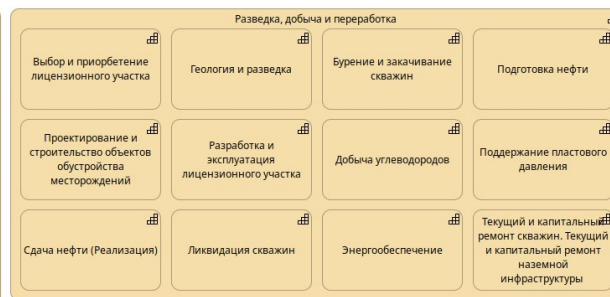 Разведка, добыча и переработка
Выбор и приорбетение
лицензионного участка
Геология и разведка
Бурение и закачивание
скважин
Подготовка нефти
Проектирование и
строительство объектов
обустройства
месторождений
Разработка и
эксплуатация
лицензионного участка
Добыча углеводородов
Поддержание пластового
давления
Сдача нефти (Реализация)
Ликвидация скважин
Энергообеспечение
Текущий и капитальный
ремонт скважин. Текущий
и капитальный ремонт
наземной
инфраструктуры